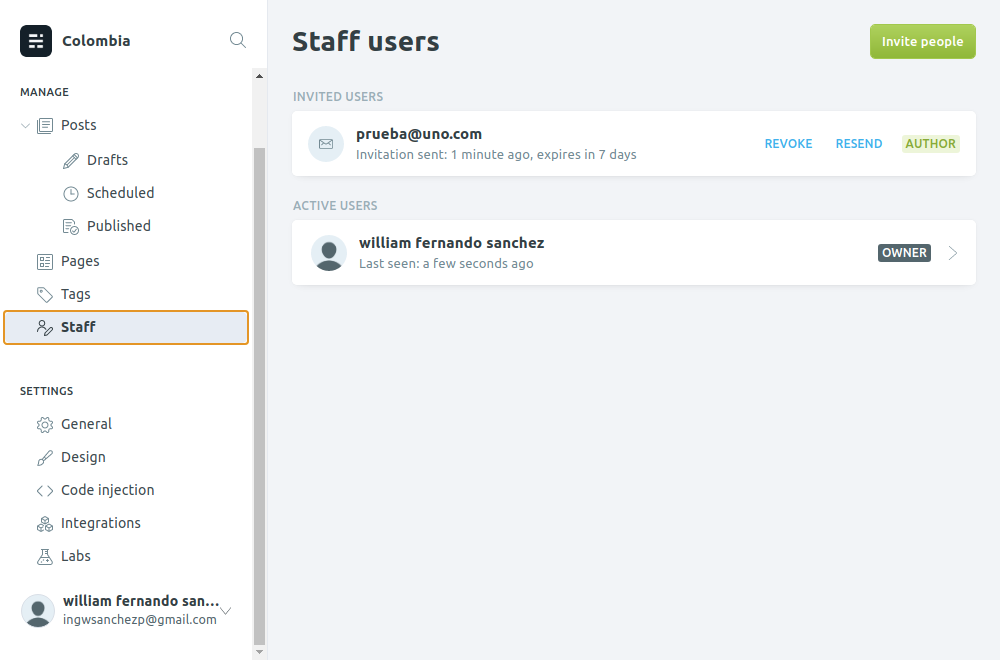 Colombia
MANAGE
Posts
Drafts
Scheduled
Published
Pages
Tags
Staff
SETTINGS
General
Design
Code injection
Integrations
Labs
william fernando san...
ingwsanchezp@gmail.com
Staff users
Invite people
INVITED USERS
prueba@uno.com
Invitation sent: 1 minute ago, expires in 7 days
REVOKE RESEND AUTHOR
ACTIVE USERS
william fernando sanchez
Last seen: a few seconds ago
OWNER